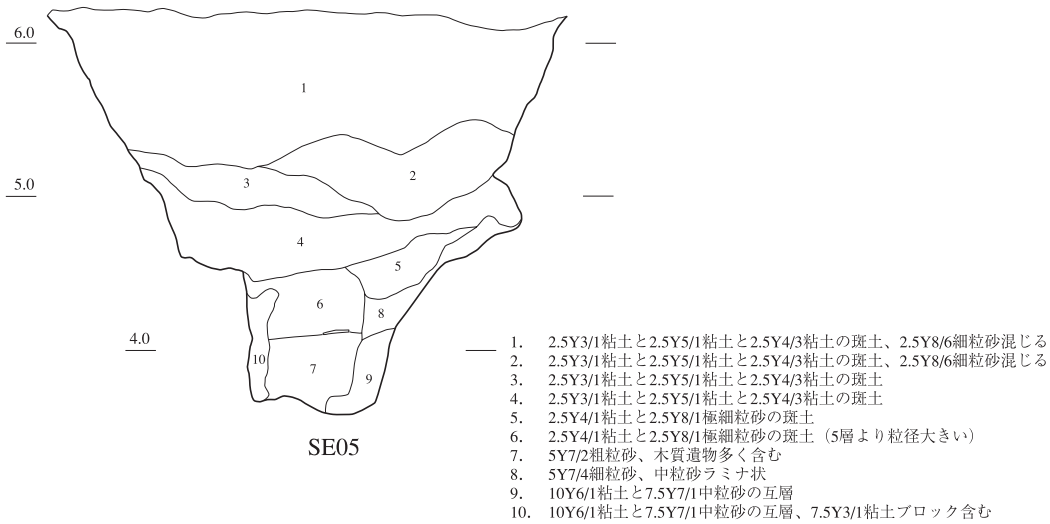 6.0
1
2
3
5.0
4
5
6
8
4.0
10
7
9
SE05
1. 2.5Y3/1粘土と2.5Y5/1粘土と2.5Y4/3粘土の斑土、2.5Y8/6細粒砂混じる
2. 2.5Y3/1粘土と2.5Y5/1粘土と2.5Y4/3粘土の斑土、2.5Y8/6細粒砂混じる
3. 2.5Y3/1粘土と2.5Y5/1粘土と2.5Y4/3粘土の斑土
4. 2.5Y3/1粘土と2.5Y5/1粘土と2.5Y4/3粘土の斑土
5. 2.5Y4/1粘土と2.5Y8/1極細粒砂の斑土
6. 2.5Y4/1粘土と2.5Y8/1極細粒砂の斑土（5層より粒径大きい）
7. 5Y7/2粗粒砂、木質遺物多く含む
8. 5Y7/4細粒砂、中粒砂ラミナ状
9. 10Y6/1粘土と7.5Y7/1中粒砂の互層
10. 10Y6/1粘土と7.5Y7/1中粒砂の互層、7.5Y3/1粘土ブロック含む